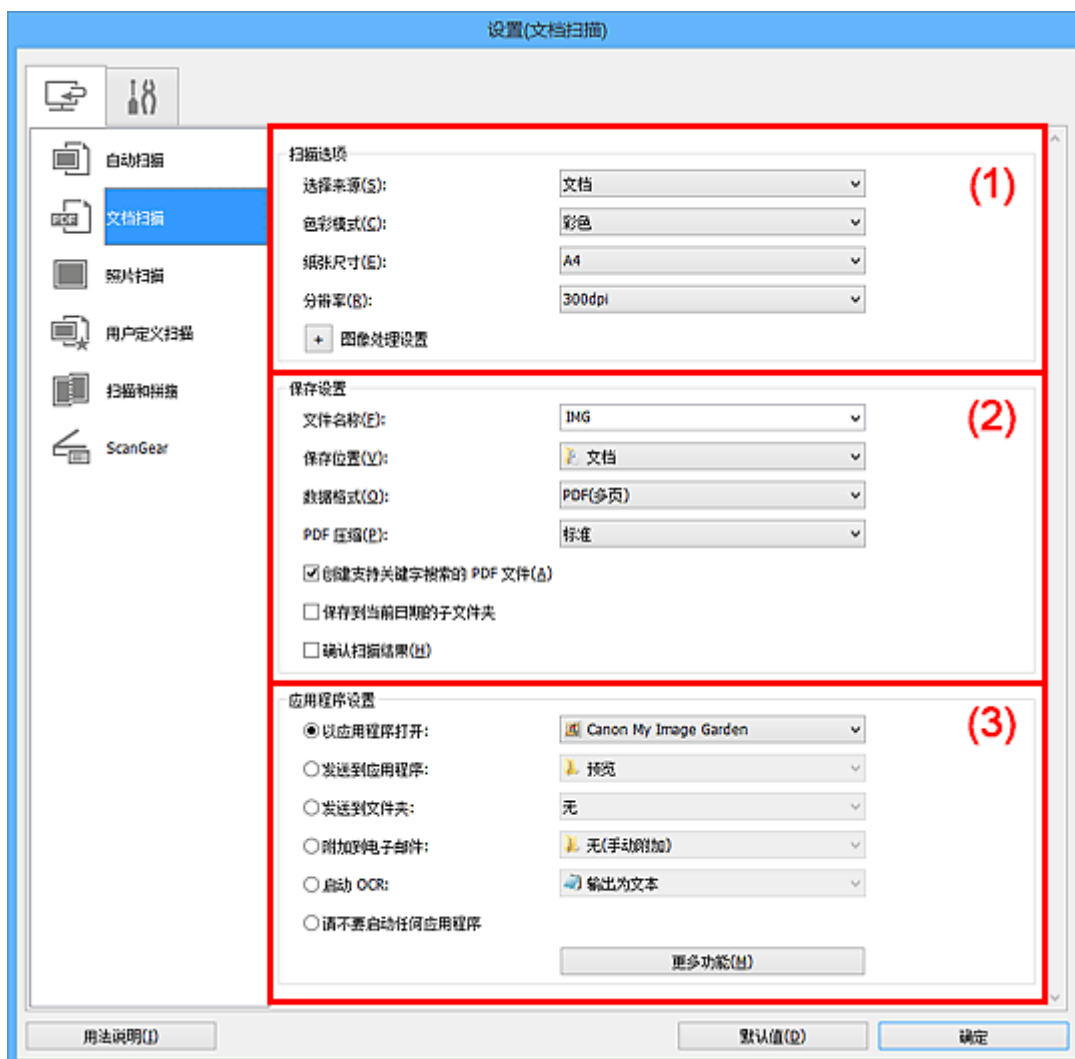 设置(文档扫描)
自动扫描
PDF
文档扫描
照片扫描
用户定义扫描
扫描和拼缝
ScanGear
(1)
扫描选项
选择来源(S): 文档
色彩模式(C): 彩色
纸张尺寸(E): A4
分辨率(R): 300dpi
+ 图像处理设置
(2)
保存设置
文件名称(F): IMG
保存位置(V): 文档
数据格式(O): PDF(多页)
PDF 压缩(P): 标准
创建支持关键字搜索的 PDF 文件(A)
保存到当前日期的子文件夹
确认扫描结果(H)
(3)
应用程序设置
以应用程序打开: Canon My Image Garden
发送到应用程序: 预览
发送到文件夹: 无
附加到电子邮件: 无(手动附加)
启动 OCR: 输出为文本
请不要启动任何应用程序
更多功能(M)
用法说明(I) 默认值(D) 确定